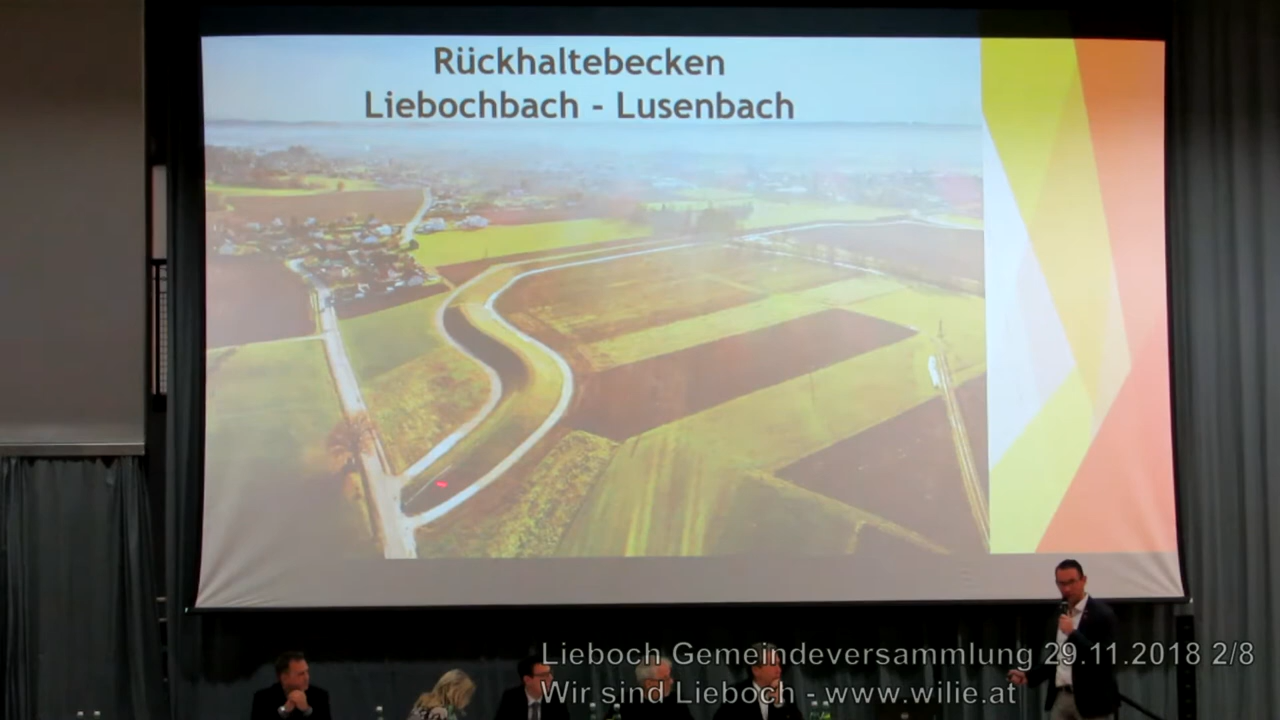 Rückhaltebecken
Liebochbach - Lusenbach
Lieboch Gemeindeversammlung 29.11.2018 2/8
Wir sind Lieboch - www.wilie.at